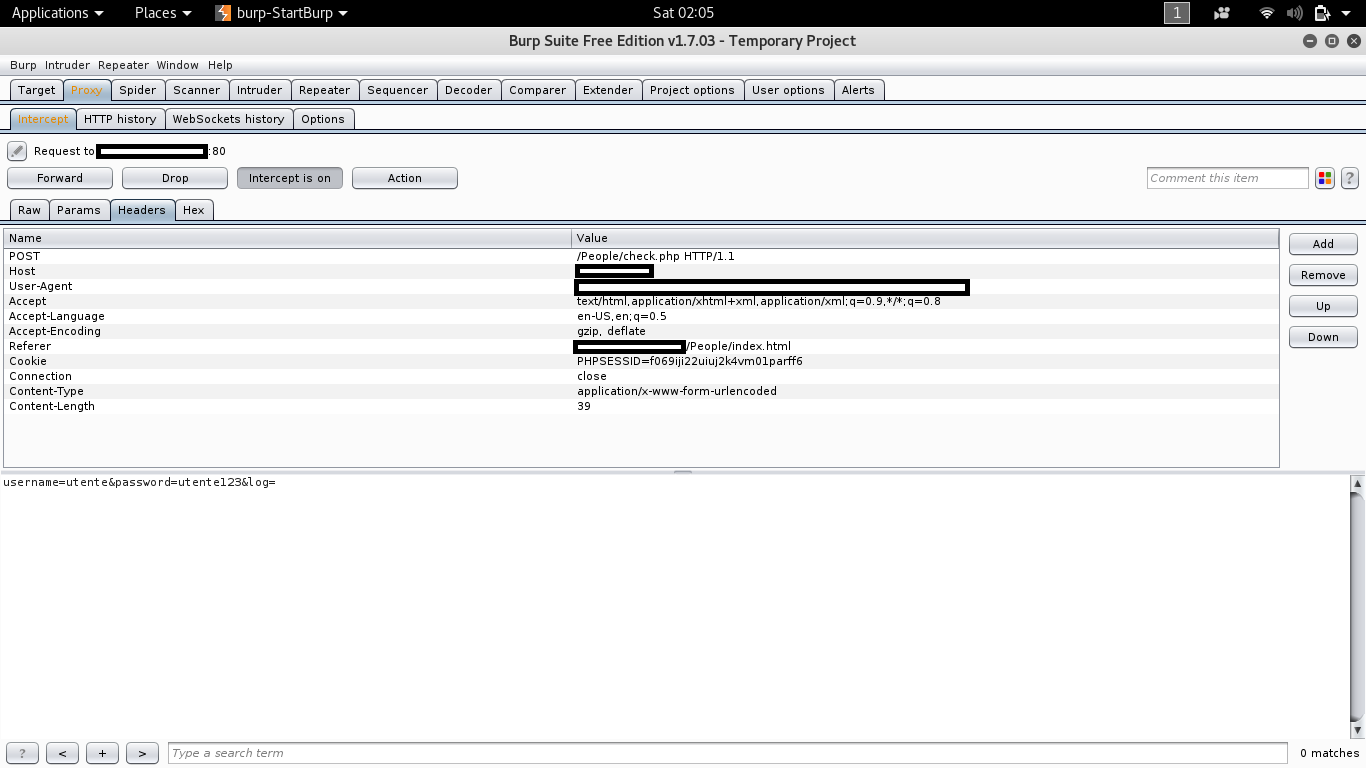 Applications Places burp-StartBurp Sat 02:05 1
Burp Suite Free Edition v1.7.03 - Temporary Project
Burp Intruder Repeater Window Help
Target Proxy Spider Scanner Intruder Repeater Sequencer Decoder Comparer Extender Project options User options Alerts
Intercept HTTP history WebSockets history Options
Request to :80
Forward Drop Intercept is on Action Comment this item ?
Raw Params Headers Hex
Name Value Add
POST /People/check.php HTTP/1.1
Host
User-Agent Remove
Accept text/html,application/xhtml+xml,application/xml;q=0.9,*/*;q=0.8
Accept-Language en-US,en;q=0.5 Up
Accept-Encoding gzip, deflate
Referer /People/index.html Down
Cookie PHPSESSID=f069iji22uiuj2k4vm01parff6
Connection close
Content-Type application/x-www-form-urlencoded
Content-Length 39
username=utente&password=utente123&log=
? < + > Type a search term 0 matches